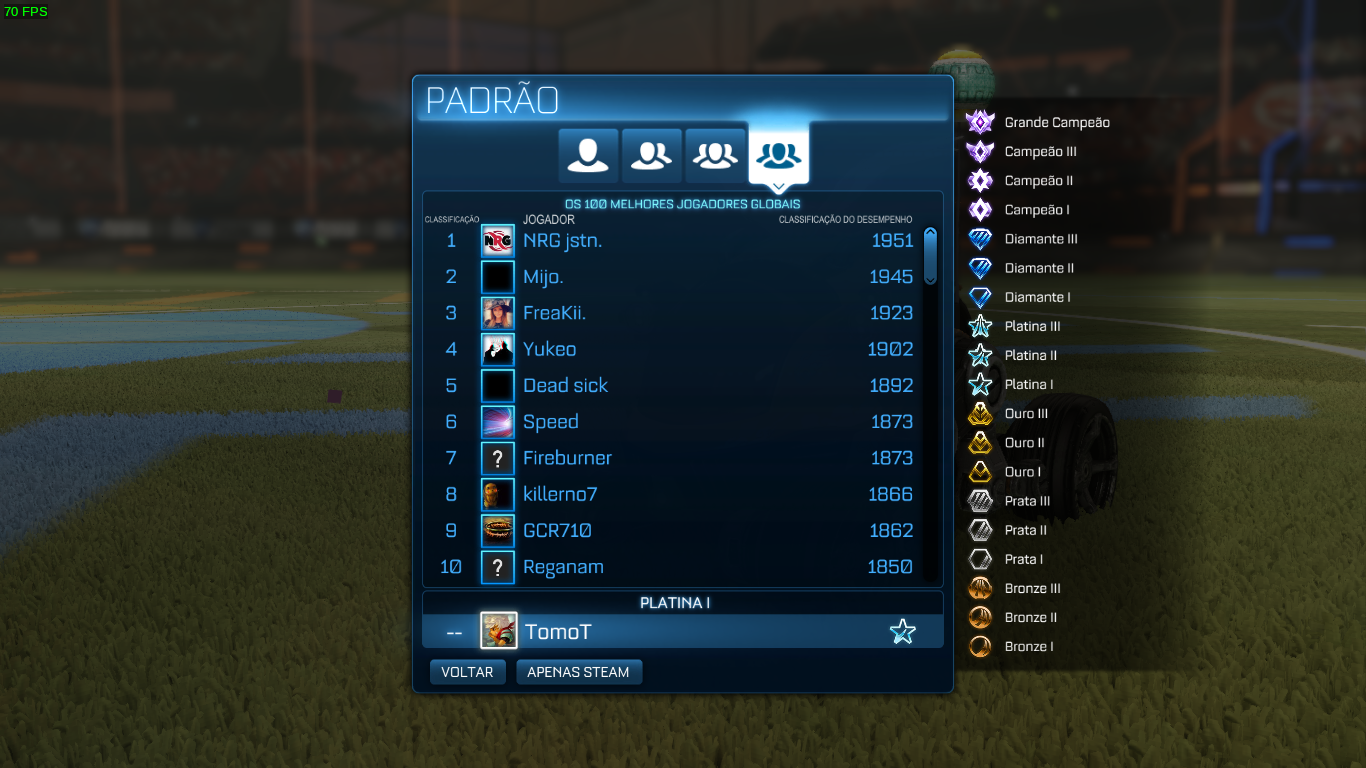 70 FPS
PADRÃO
OS 100 MELHORES JOGADORES GLOBAIS
CLASSIFICAÇÃO JOGADOR CLASSIFICAÇÃO DO DESEMPENHO
1 NRG NRG jstn. 1951
2 Mijo. 1945
3 FreaKii. 1923
4 Yukeo 1902
5 Dead sick 1892
6 Speed 1873
7 ? Fireburner 1873
8 killerno7 1866
9 GCR710 1862
10 ? Reganam 1850
PLATINA I
-- TomoT
VOLTAR APENAS STEAM
Grande Campeão
Campeão III
Campeão II
Campeão I
Diamante III
Diamante II
Diamante I
Platina III
Platina II
Platina I
Ouro III
Ouro II
Ouro I
Prata III
Prata II
Prata I
Bronze III
Bronze II
Bronze I